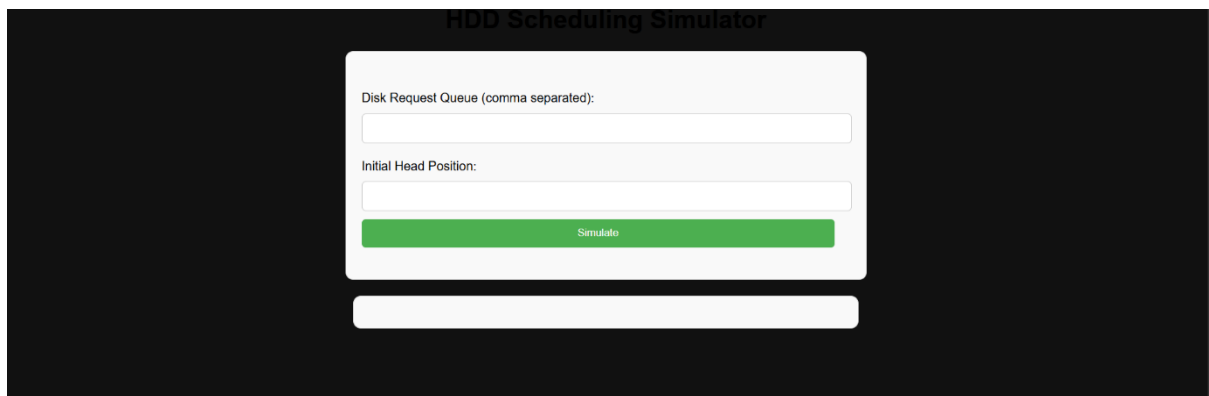 HDD Scheduling Simulator
Disk Request Queue (comma separated):
Initial Head Position:
Simulate